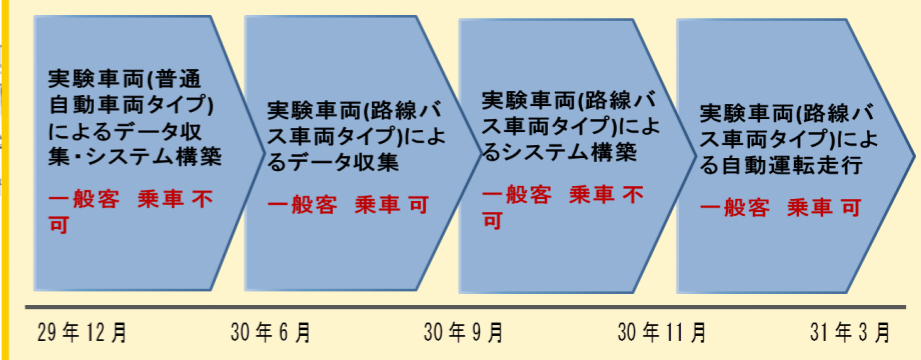 実験車両(普通
自動車両タイプ)
によるデータ収
集・システム構築
一般客 乗車 不
可
実験車両(路線バ
ス車両タイプ)によ
るデータ収集
一般客 乗車 可
実験車両(路線バ
ス車両タイプ)によ
るシステム構築
一般客 乗車 不
可
実験車両(路線バ
ス車両タイプ)によ
る自動運転走行
一般客 乗車 可
29年12月 30年6月 30年9月 30年11月 31年3月